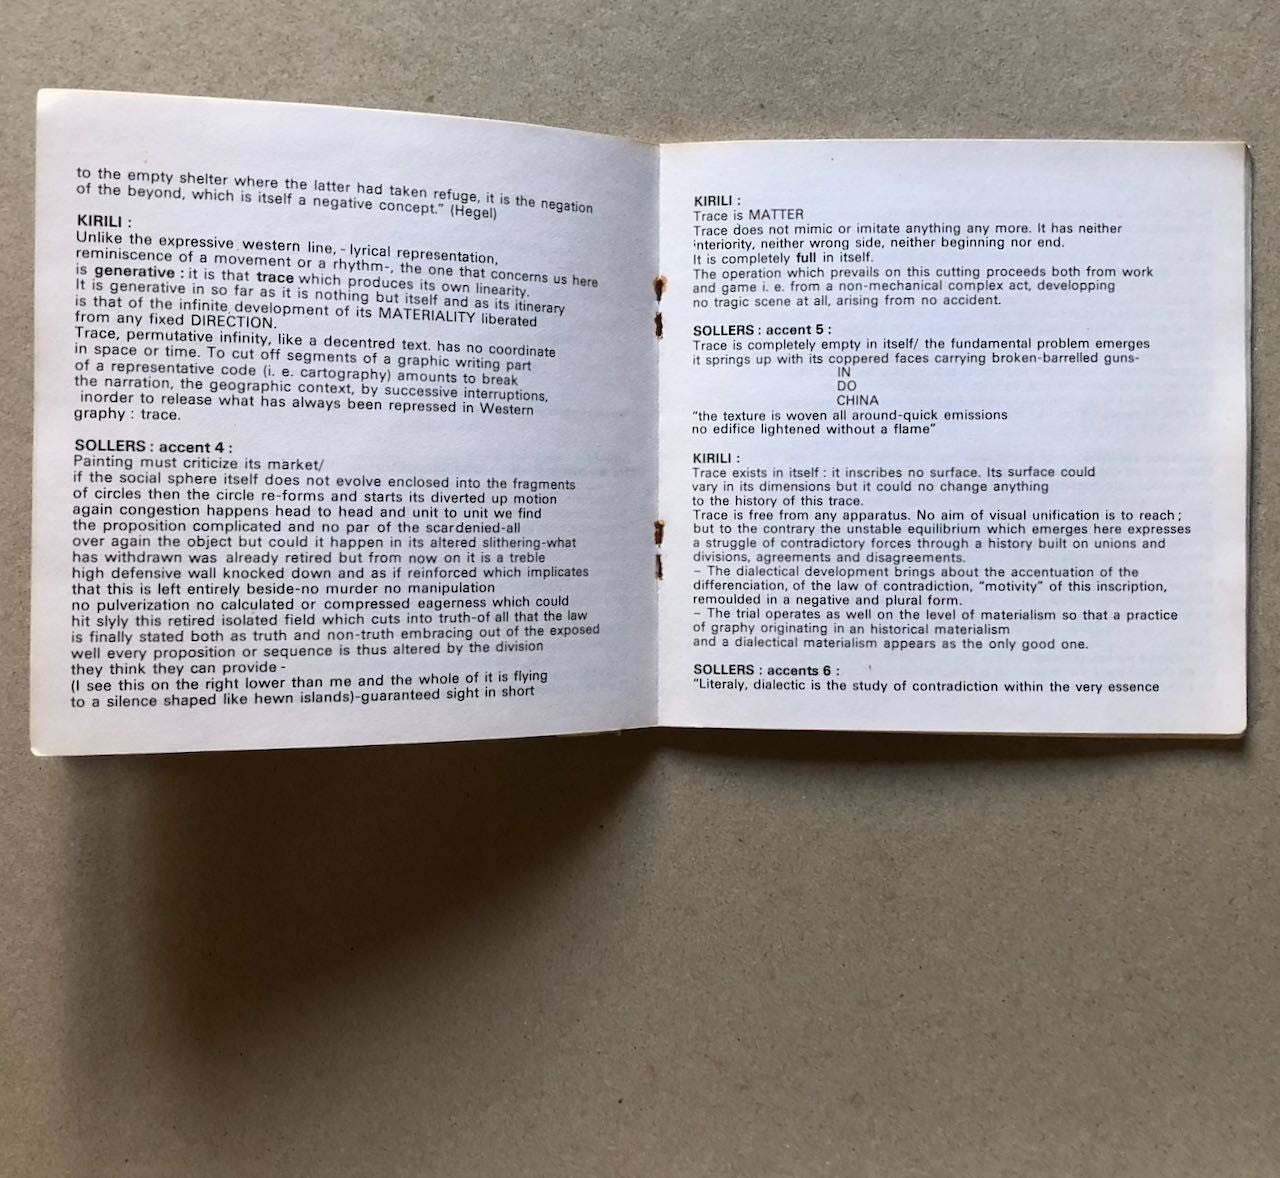 to the empty shelter where the latter had taken refuge, it is the negation
of the beyond, which is itself a negative concept." (Hegel)
KIRILI :
Unlike the expressive western line, - lyrical representation,
reminiscence of a movement or a rhythm-, the one that concerns us here
is generative : it is that trace which produces its own linearity.
It is generative in so far as it is nothing but itself and as its itinerary
is that of the infinite development of its MATERIALITY liberated
from any fixed DIRECTION.
Trace, permutative infinity, like a decentred text. has no coordinate
in space or time. To cut off segments of a graphic writing part
of a representative code (i. e. cartography) amounts to break
the narration, the geographic context, by successive interruptions,
inorder to release what has always been repressed in Western
graphy : trace.
SOLLERS : accent 4 :
Painting must criticize its market/
if the social sphere itself does not evolve enclosed into the fragments
of circles then the circle re-forms and starts its diverted up motion
again congestion happens head to head and unit to unit we find
the proposition complicated and no par of the scardenied-all
over again the object but could it happen in its altered slithering-what
has withdrawn was already retired but from now on it is a treble
high defensive wall knocked down and as if reinforced which implicates
that this is left entirely beside-no murder no manipulation
no pulverization no calculated or compressed eagerness which could
hit slyly this retired isolated field which cuts into truth-of all that the law
is finally stated both as truth and non-truth embracing out of the exposed
well every proposition or sequence is thus altered by the division
they think they can provide -
(I see this on the right lower than me and the whole of it is flying
to a silence shaped like hewn islands)-guaranteed sight in short
KIRILI :
Trace is MATTER
Trace does not mimic or imitate anything any more. It has neither
interiority, neither wrong side, neither beginning nor end.
It is completely full in itself.
The operation which prevails on this cutting proceeds both from work
and game i. e. from a non-mechanical complex act, developping
no tragic scene at all, arising from no accident.
SOLLERS : accent 5 :
Trace is completely empty in itself/ the fundamental problem emerges
it springs up with its coppered faces carrying broken-barrelled guns-
IN
DO
CHINA
"the texture is woven all around-quick emissions
no edifice lightened without a flame"
KIRILI :
Trace exists in itself : it inscribes no surface. Its surface could
vary in its dimensions but it could no change anything
to the history of this trace.
Trace is free from any apparatus. No aim of visual unification is to reach ;
but to the contrary the unstable equilibrium which emerges here expresses
a struggle of contradictory forces through a history built on unions and
divisions, agreements and disagreements.
– The dialectical development brings about the accentuation of the
differenciation, of the law of contradiction, "motivity" of this inscription,
remoulded in a negative and plural form.
– The trial operates as well on the level of materialism so that a practice
of graphy originating in an historical materialism
and a dialectical materialism appears as the only good one.
SOLLERS : accents 6 :
"Literaly, dialectic is the study of contradiction within the very essence